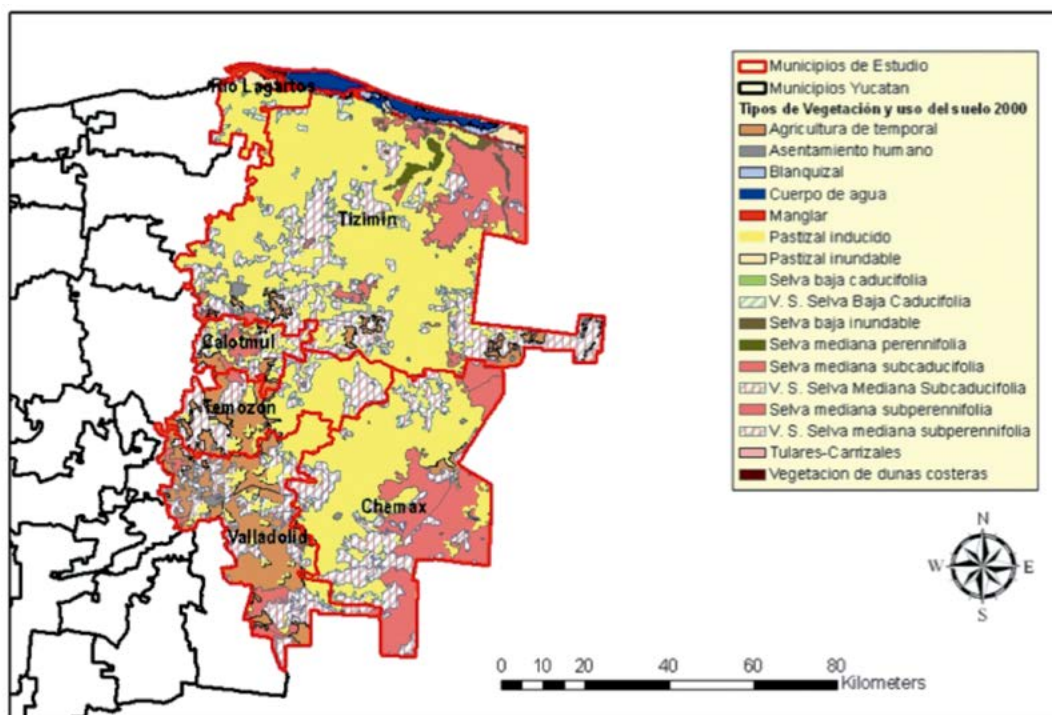 Municipios de Estudio
Municipios Yucatan
Tipos de Vegetación y uso del suelo 2000
Agricultura de temporal
Asentamiento humano
Blanquizal
Cuerpo de agua
Manglar
Pastizal inducido
Pastizal inundable
Selva baja caducifolia
V. S. Selva Baja Caducifolia
Selva baja inundable
Selva mediana perennifolia
Selva mediana subcaducifolia
V. S. Selva Mediana Subcaducifolia
Selva mediana subperennifolia
V. S. Selva mediana subperennifolia
Tulares-Carrizales
Vegetacion de dunas costeras
Rio Lagartos
Tizimin
Calotmul
Temozon
Chemax
Valladolid
N
W E
S
0 10 20 40 60 80
Kilometers